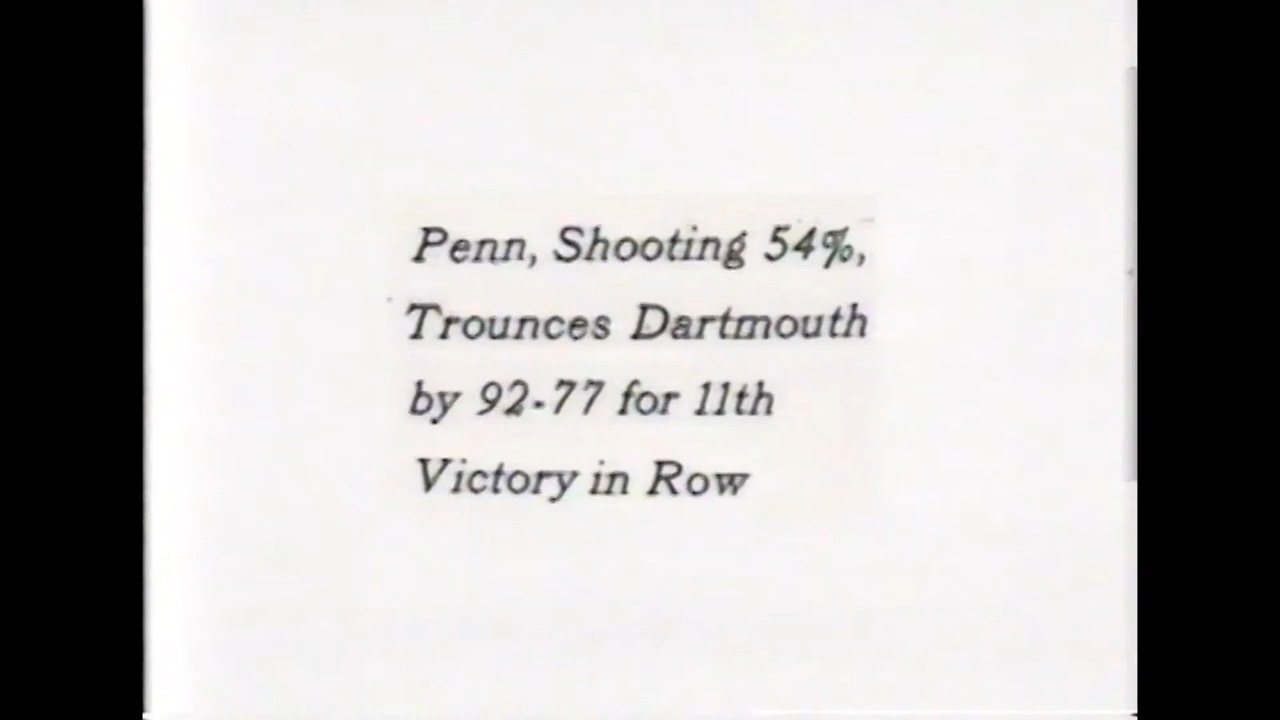 Penn, Shooting 54%,
Trounces Dartmouth
by 92-77 for 11th
Victory in Row